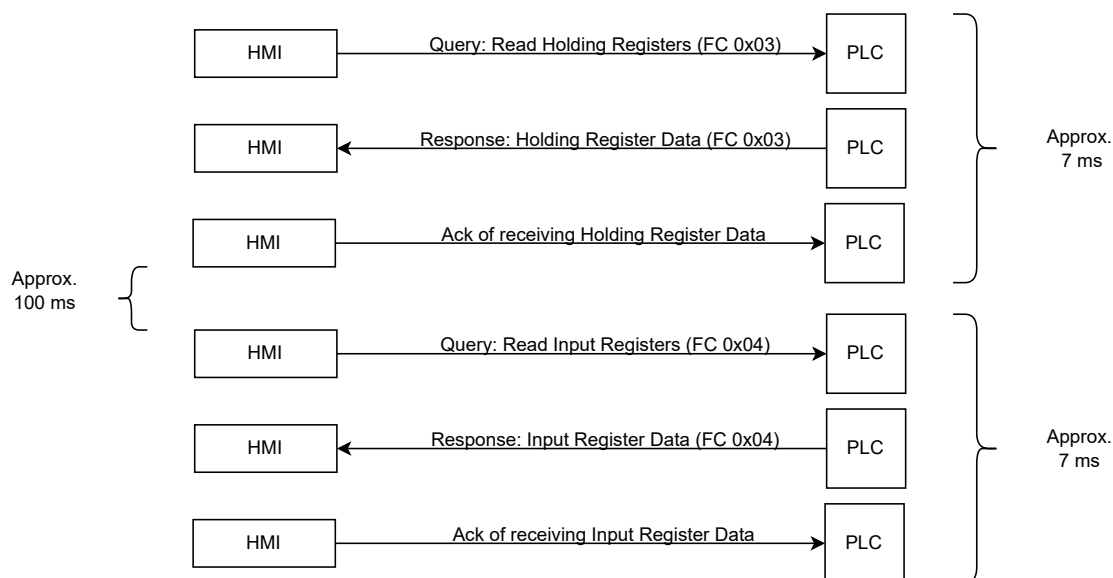 HMI
Query: Read Holding Registers (FC 0x03)
PLC
HMI
Response: Holding Register Data (FC 0x03)
PLC
Approx.
7 ms
HMI
Ack of receiving Holding Register Data
PLC
Approx.
100 ms
HMI
Query: Read Input Registers (FC 0x04)
PLC
HMI
Response: Input Register Data (FC 0x04)
PLC
Approx.
7 ms
HMI
Ack of receiving Input Register Data
PLC